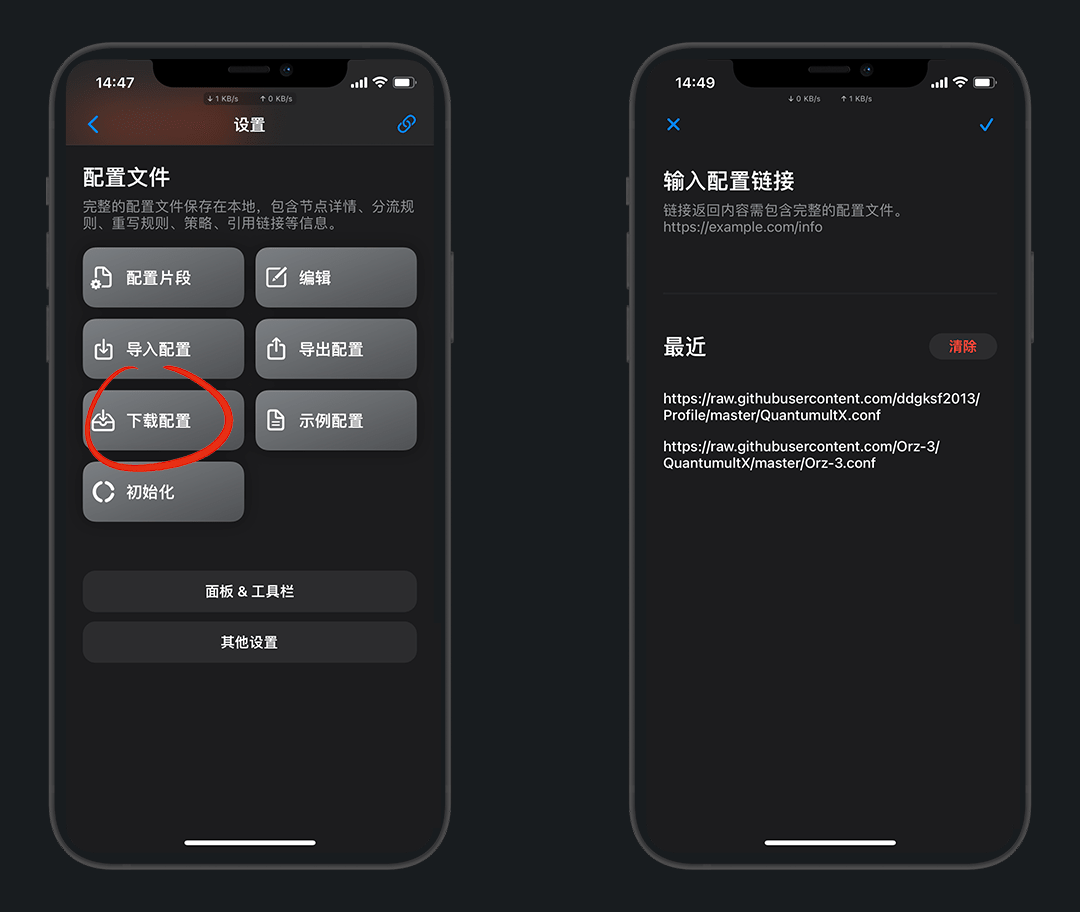 14:47
↓ 1 KB/s ↑ 0 KB/s
设置
配置文件
完整的配置文件保存在本地，包含节点详情、分流规
则、重写规则、策略、引用链接等信息。
配置片段
编辑
导入配置
导出配置
下载配置
示例配置
初始化
面板 & 工具栏
其他设置
14:49
↓ 0 KB/s ↑ 1 KB/s
输入配置链接
链接返回内容需包含完整的配置文件。
https://example.com/info
最近
清除
https://raw.githubusercontent.com/ddgksf2013/
Profile/master/QuantumultX.conf
https://raw.githubusercontent.com/Orz-3/
QuantumultX/master/Orz-3.conf